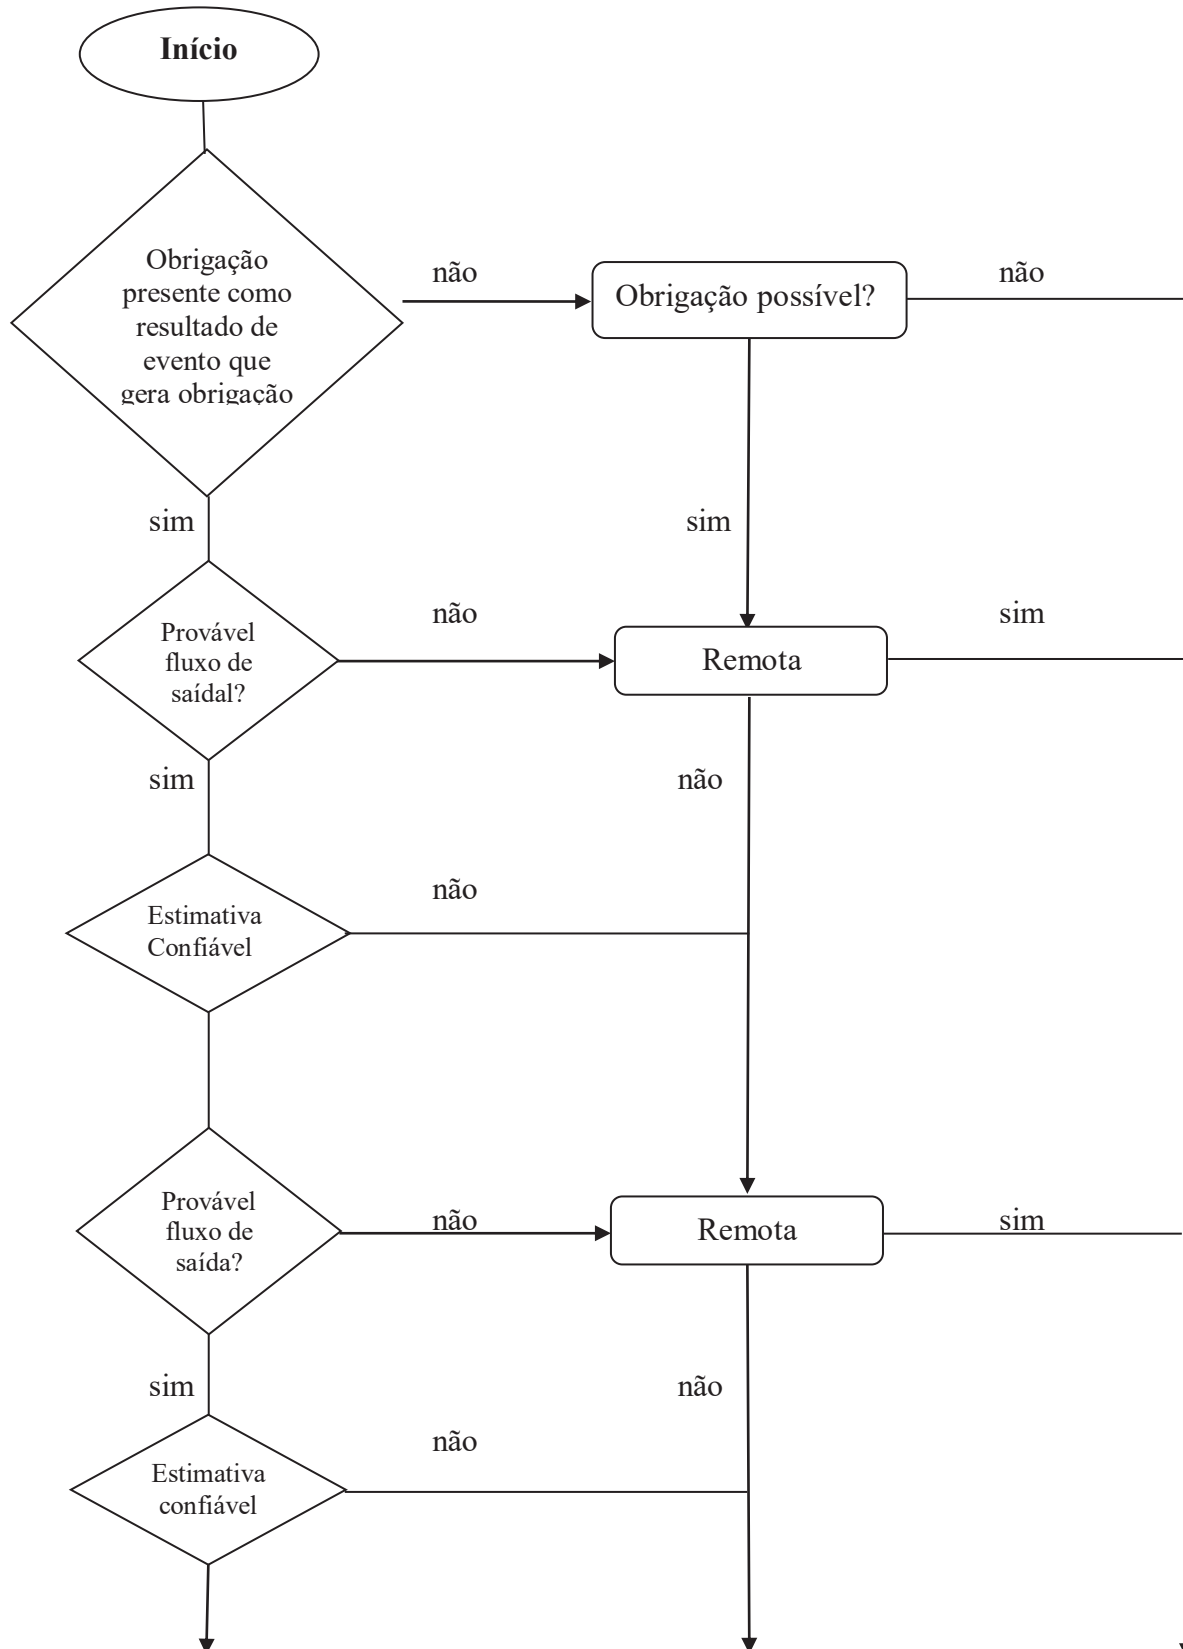 Início
Obrigação
presente como
resultado de
evento que
gera obrigação
não
Obrigação possível?
não
sim
sim
Provável
fluxo de
saídal?
não
Remota
sim
sim
não
Estimativa
Confiável
não
Provável
fluxo de
saída?
não
Remota
sim
sim
não
Estimativa
confiável
não